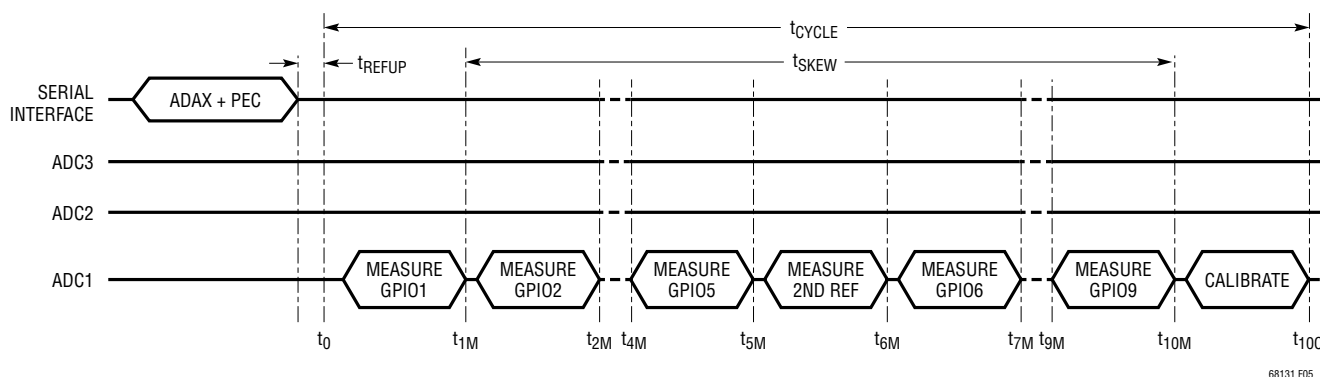 tCYCLE
tREFUP
tSKEW
SERIAL
INTERFACE
ADAX + PEC
ADC3
ADC2
ADC1
MEASURE
GPIO1
MEASURE
GPIO2
MEASURE
GPIO5
MEASURE
2ND REF
MEASURE
GPIO6
MEASURE
GPIO9
CALIBRATE
t0
t1M
t2M
t4M
t5M
t6M
t7M
t9M
t10M
t10C
68131 F05